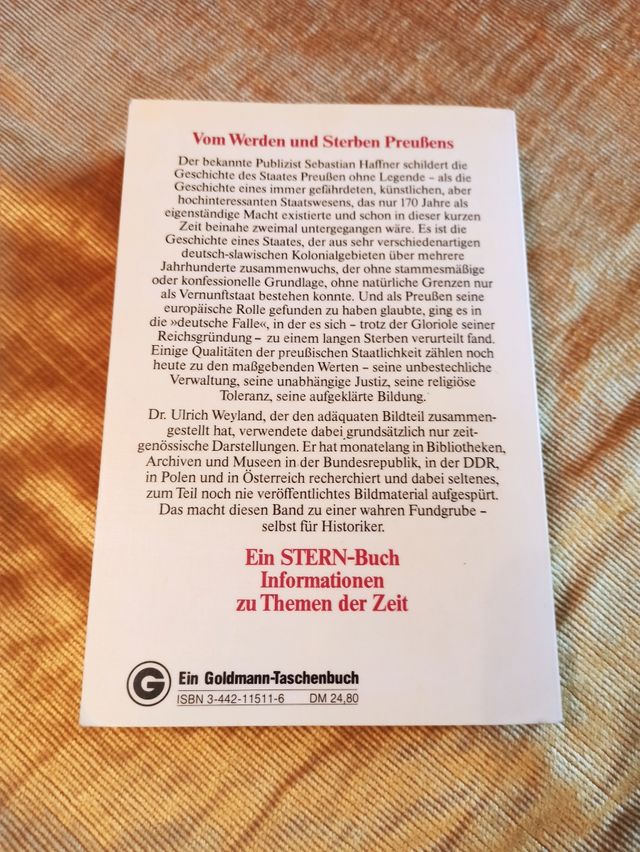 Vom Werden und Sterben Preußens
Der bekannte Publizist Sebastian Haffner schildert die
Geschichte des Staates Preußen ohne Legende – als die
Geschichte eines immer gefährdeten, künstlichen, aber
hochinteressanten Staatswesens, das nur 170 Jahre als
eigenständige Macht existierte und schon in dieser kurzen
Zeit beinahe zweimal untergegangen wäre. Es ist die
Geschichte eines Staates, der aus sehr verschiedenartigen
deutsch-slawischen Kolonialgebieten über mehrere
Jahrhunderte zusammenwuchs, der ohne stammesmäßige
oder konfessionelle Grundlage, ohne natürliche Grenzen nur
als Vernunftstaat bestehen konnte. Und als Preußen seine
europäische Rolle gefunden zu haben glaubte, ging es in
die »deutsche Falle«, in der es sich – trotz der Gloriole seiner
Reichsgründung – zu einem langen Sterben verurteilt fand.
Einige Qualitäten der preußischen Staatlichkeit zählen noch
heute zu den maßgebenden Werten – seine unbestechliche
Verwaltung, seine unabhängige Justiz, seine religiöse
Toleranz, seine aufgeklärte Bildung.
Dr. Ulrich Weyland, der den adäquaten Bildteil zusammen-
gestellt hat, verwendete dabei grundsätzlich nur zeit-
genössische Darstellungen. Er hat monatelang in Bibliotheken,
Archiven und Museen in der Bundesrepublik, in der DDR,
in Polen und in Österreich recherchiert und dabei seltenes,
zum Teil noch nie veröffentlichtes Bildmaterial aufgespürt.
Das macht diesen Band zu einer wahren Fundgrube –
selbst für Historiker.
Ein STERN-Buch
Informationen
zu Themen der Zeit
G Ein Goldmann-Taschenbuch
ISBN 3-442-11511-6 DM 24,80